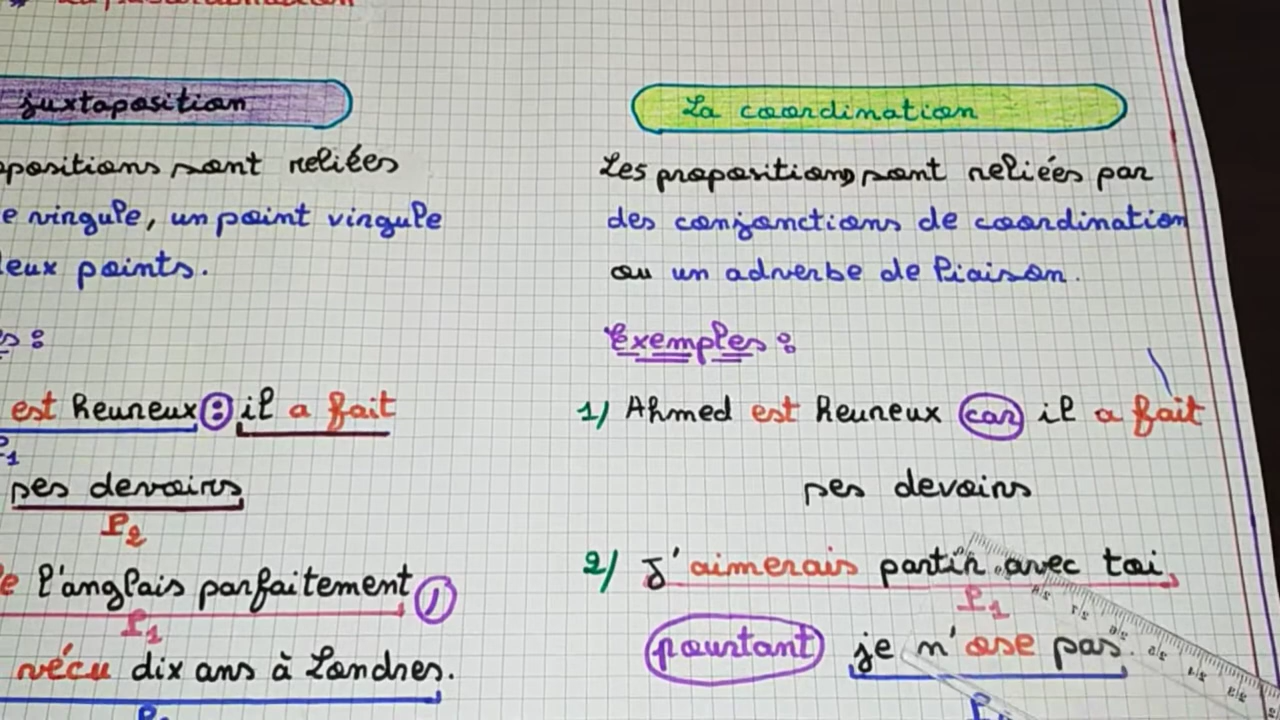 juxtaposition
positions sont reliées
e virgule, un point virgule
deux points.
s :
est heureux : il a fait
P1
ses devoirs
P2
e l'anglais parfaitement ,
P1
vécu dix ans à Londres.
La coordination
Les propositions sont reliées par
des conjonctions de coordination
ou un adverbe de liaison.
Exemples :
1) Ahmed est heureux car il a fait
ses devoirs
2) J'aimerais partir avec toi,
P1
pourtant je n'ose pas.